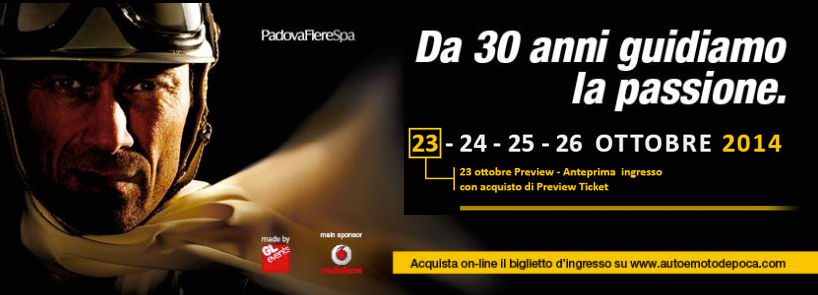 PadovaFiereSpa
Da 30 anni guidiamo
la passione.
23 - 24 - 25 - 26 OTTOBRE 2014
23 ottobre Preview - Anteprima ingresso
con acquisto di Preview Ticket
made by
GL
events
main sponsor
vodafone
Acquista on-line il biglietto d'ingresso su www.autoemotodepoca.com